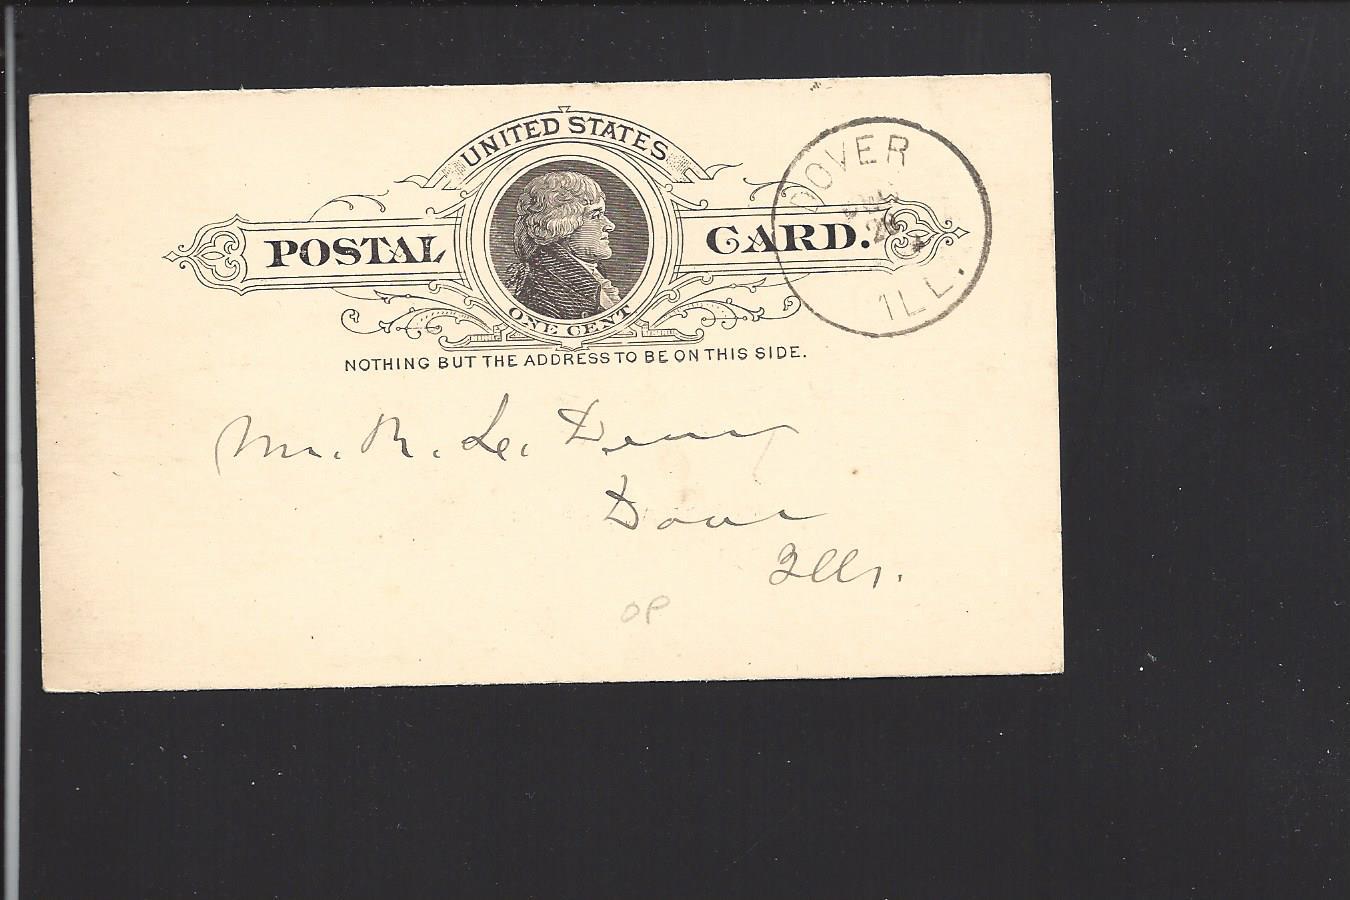 UNITED STATES
POSTAL CARD.
ONE CENT
NOTHING BUT THE ADDRESS TO BE ON THIS SIDE.
DOVER
ILL.
Mr. R. L.
Dover
Ills.
OP